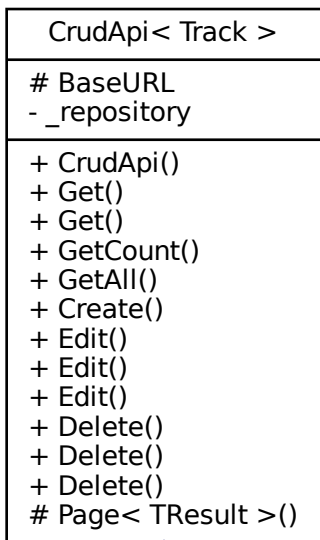 CrudApi< Track >
# BaseURL
- _repository
+ CrudApi()
+ Get()
+ Get()
+ GetCount()
+ GetAll()
+ Create()
+ Edit()
+ Edit()
+ Edit()
+ Delete()
+ Delete()
+ Delete()
# Page< TResult >()